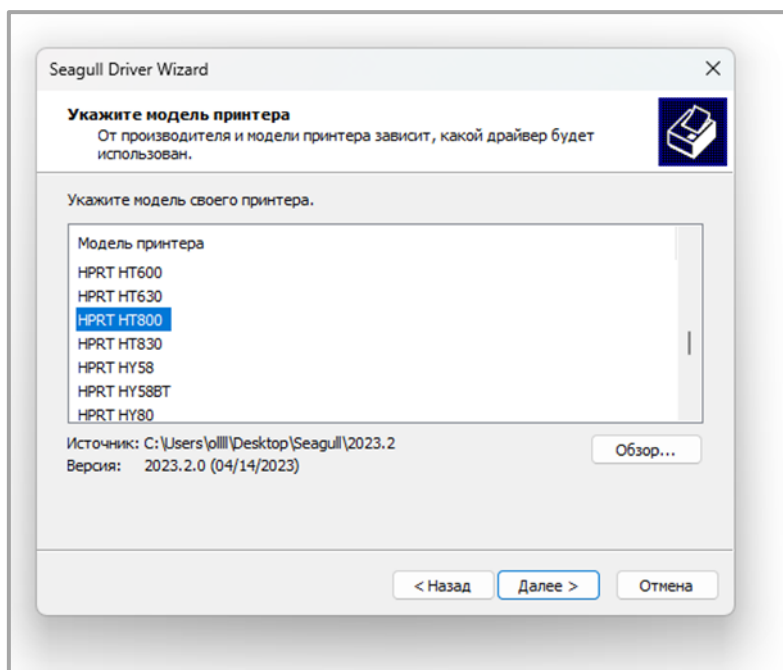 Seagull Driver Wizard
Укажите модель принтера
От производителя и модели принтера зависит, какой драйвер будет
использован.
Укажите модель своего принтера.
Модель принтера
HPRT HT600
HPRT HT630
HPRT HT800
HPRT HT830
HPRT HY58
HPRT HY58BT
HPRT HY80
Источник: C:\Users\ollll\Desktop\Seagull\2023.2
Обзор...
Версия: 2023.2.0 (04/14/2023)
< Назад
Далее >
Отмена